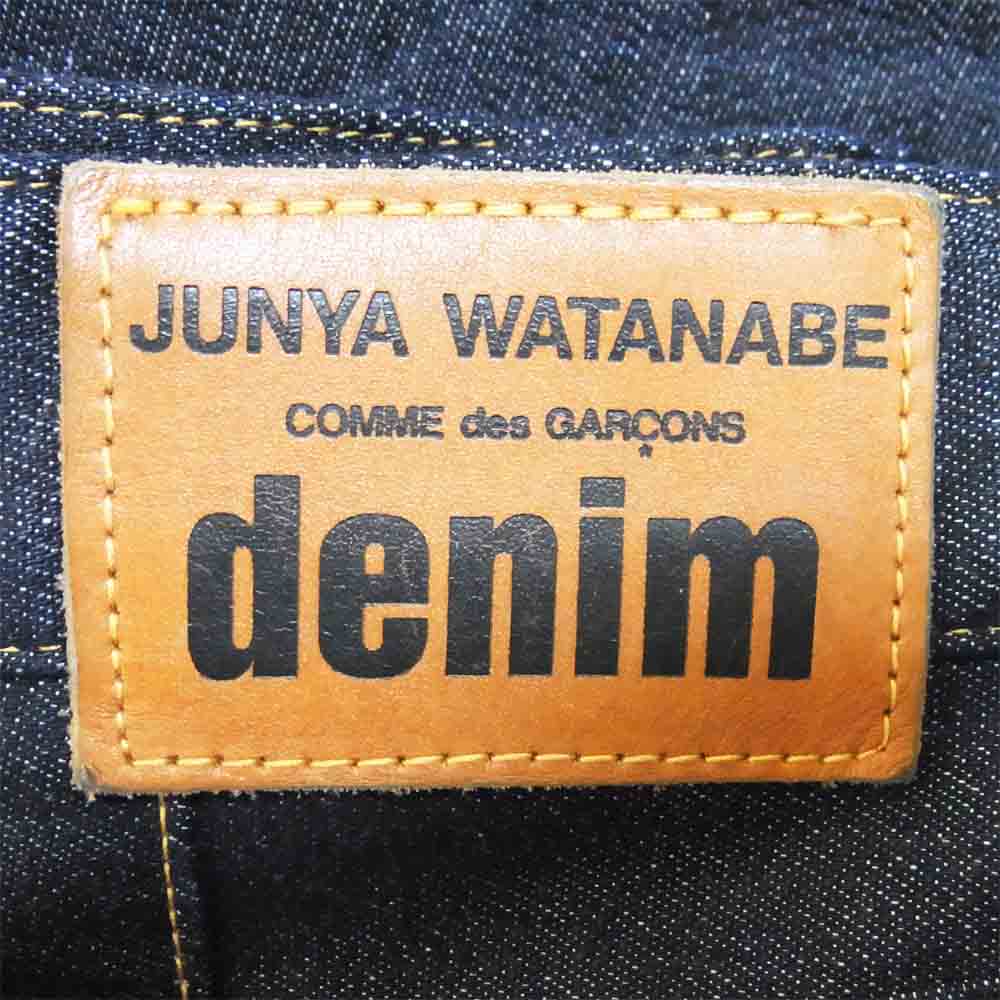 JUNYA WATANABE
COMME des GARÇONS
denim